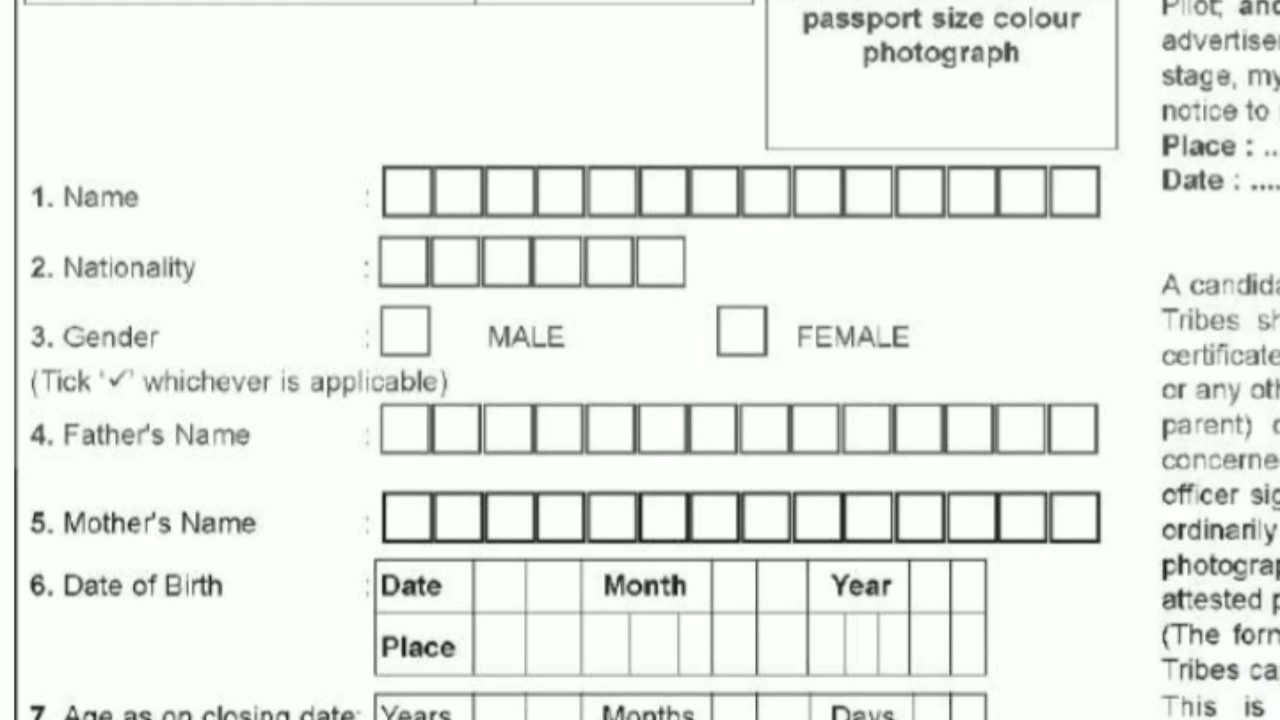 passport size colour
photograph
1. Name :
2. Nationality :
3. Gender : MALE FEMALE
(Tick '✓' whichever is applicable)
4. Father's Name :
5. Mother's Name :
6. Date of Birth : Date Month Year
Place
7. Age as on closing date: Years Months Days
Pilot, and
advertise
stage, my
notice to
Place : ..
Date : ....
A candida
Tribes sh
certificate
or any oth
parent)
concerne
officer sig
ordinarily
photograp
attested p
(The form
Tribes ca
This is